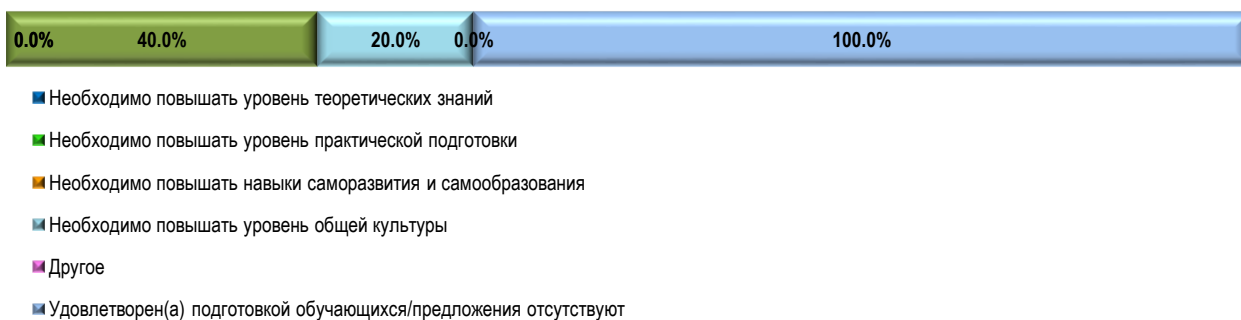 0.0% 40.0% 20.0% 0.0% 100.0%
Необходимо повышать уровень теоретических знаний
Необходимо повышать уровень практической подготовки
Необходимо повышать навыки саморазвития и самообразования
Необходимо повышать уровень общей культуры
Другое
Удовлетворен(а) подготовкой обучающихся/предложения отсутствуют